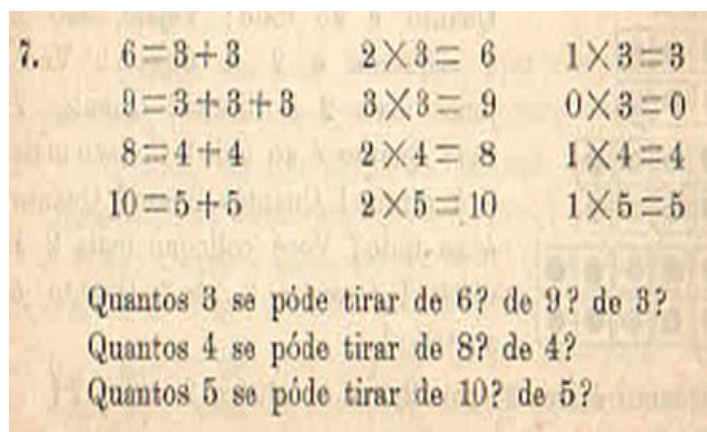 7. 6=3+3 2×3= 6 1×3=3
9=3+3+3 3×3= 9 0×3=0
8=4+4 2×4= 8 1×4=4
10=5+5 2×5=10 1×5=5
Quantos 3 se póde tirar de 6? de 9? de 3?
Quantos 4 se póde tirar de 8? de 4?
Quantos 5 se póde tirar de 10? de 5?